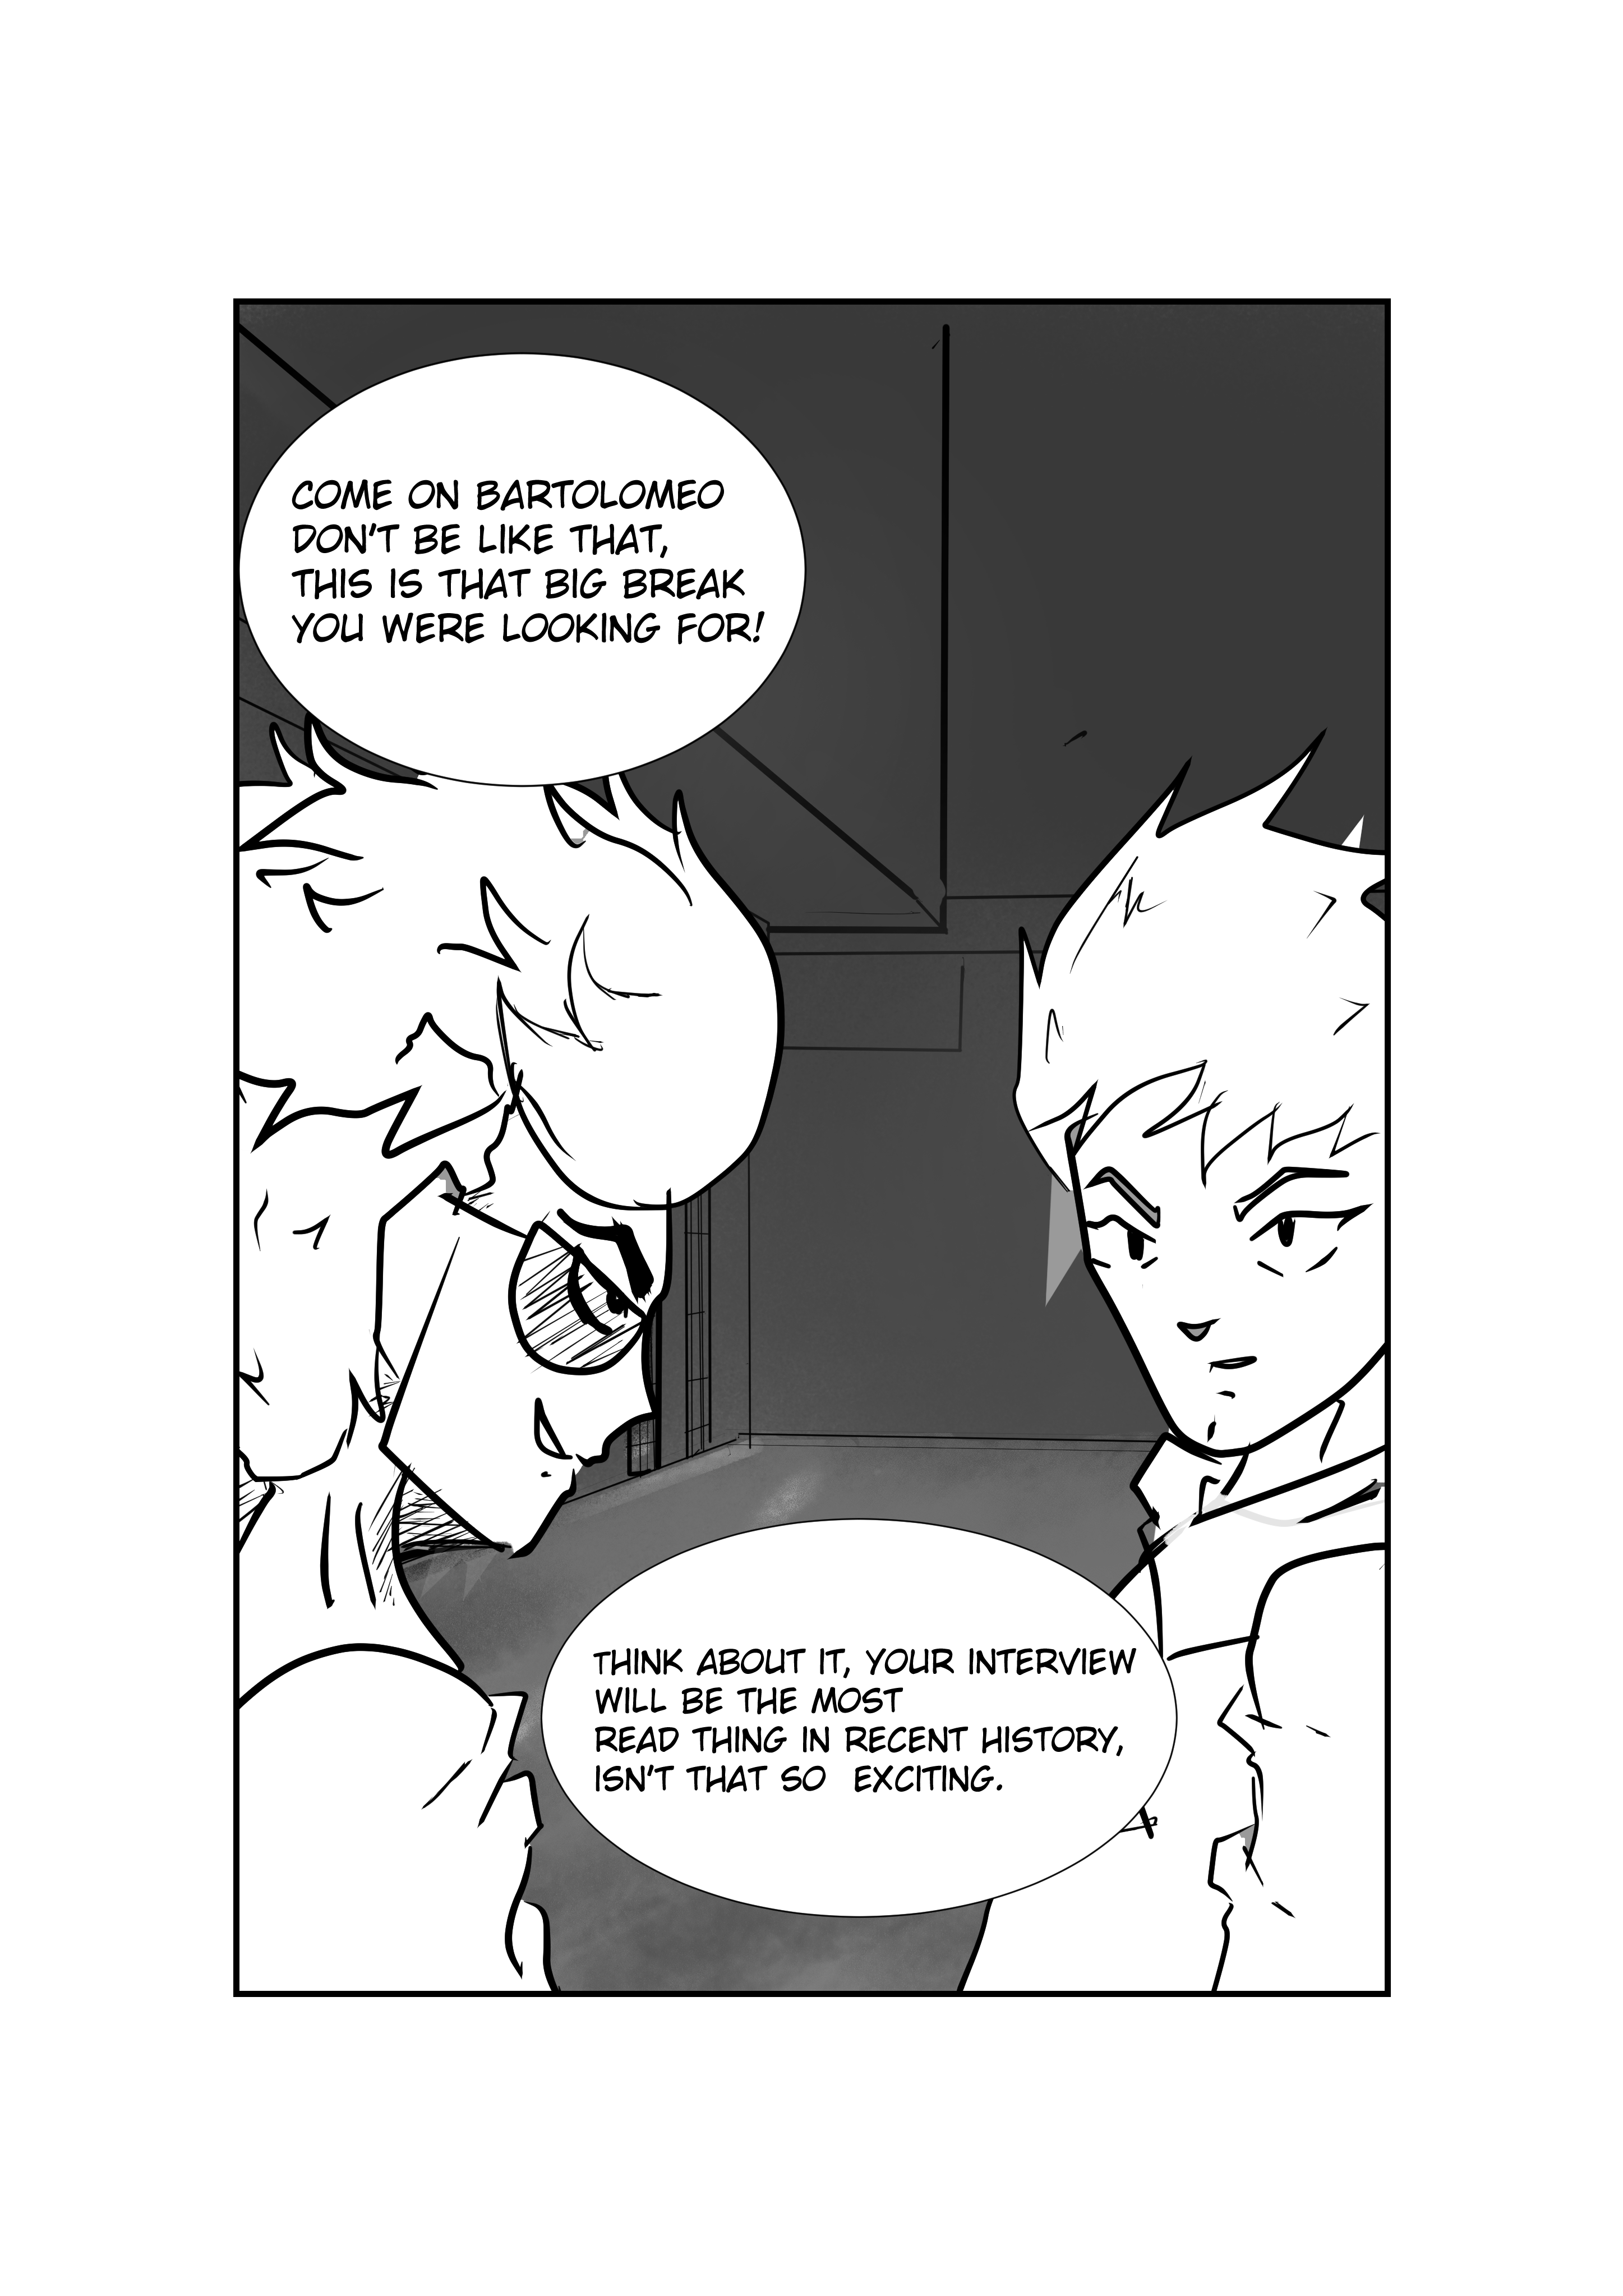 COME ON BARTOLOMEO
DON'T BE LIKE THAT,
THIS IS THAT BIG BREAK
YOU WERE LOOKING FOR!
THINK ABOUT IT, YOUR INTERVIEW
WILL BE THE MOST
READ THING IN RECENT HISTORY,
ISN'T THAT SO  EXCITING.